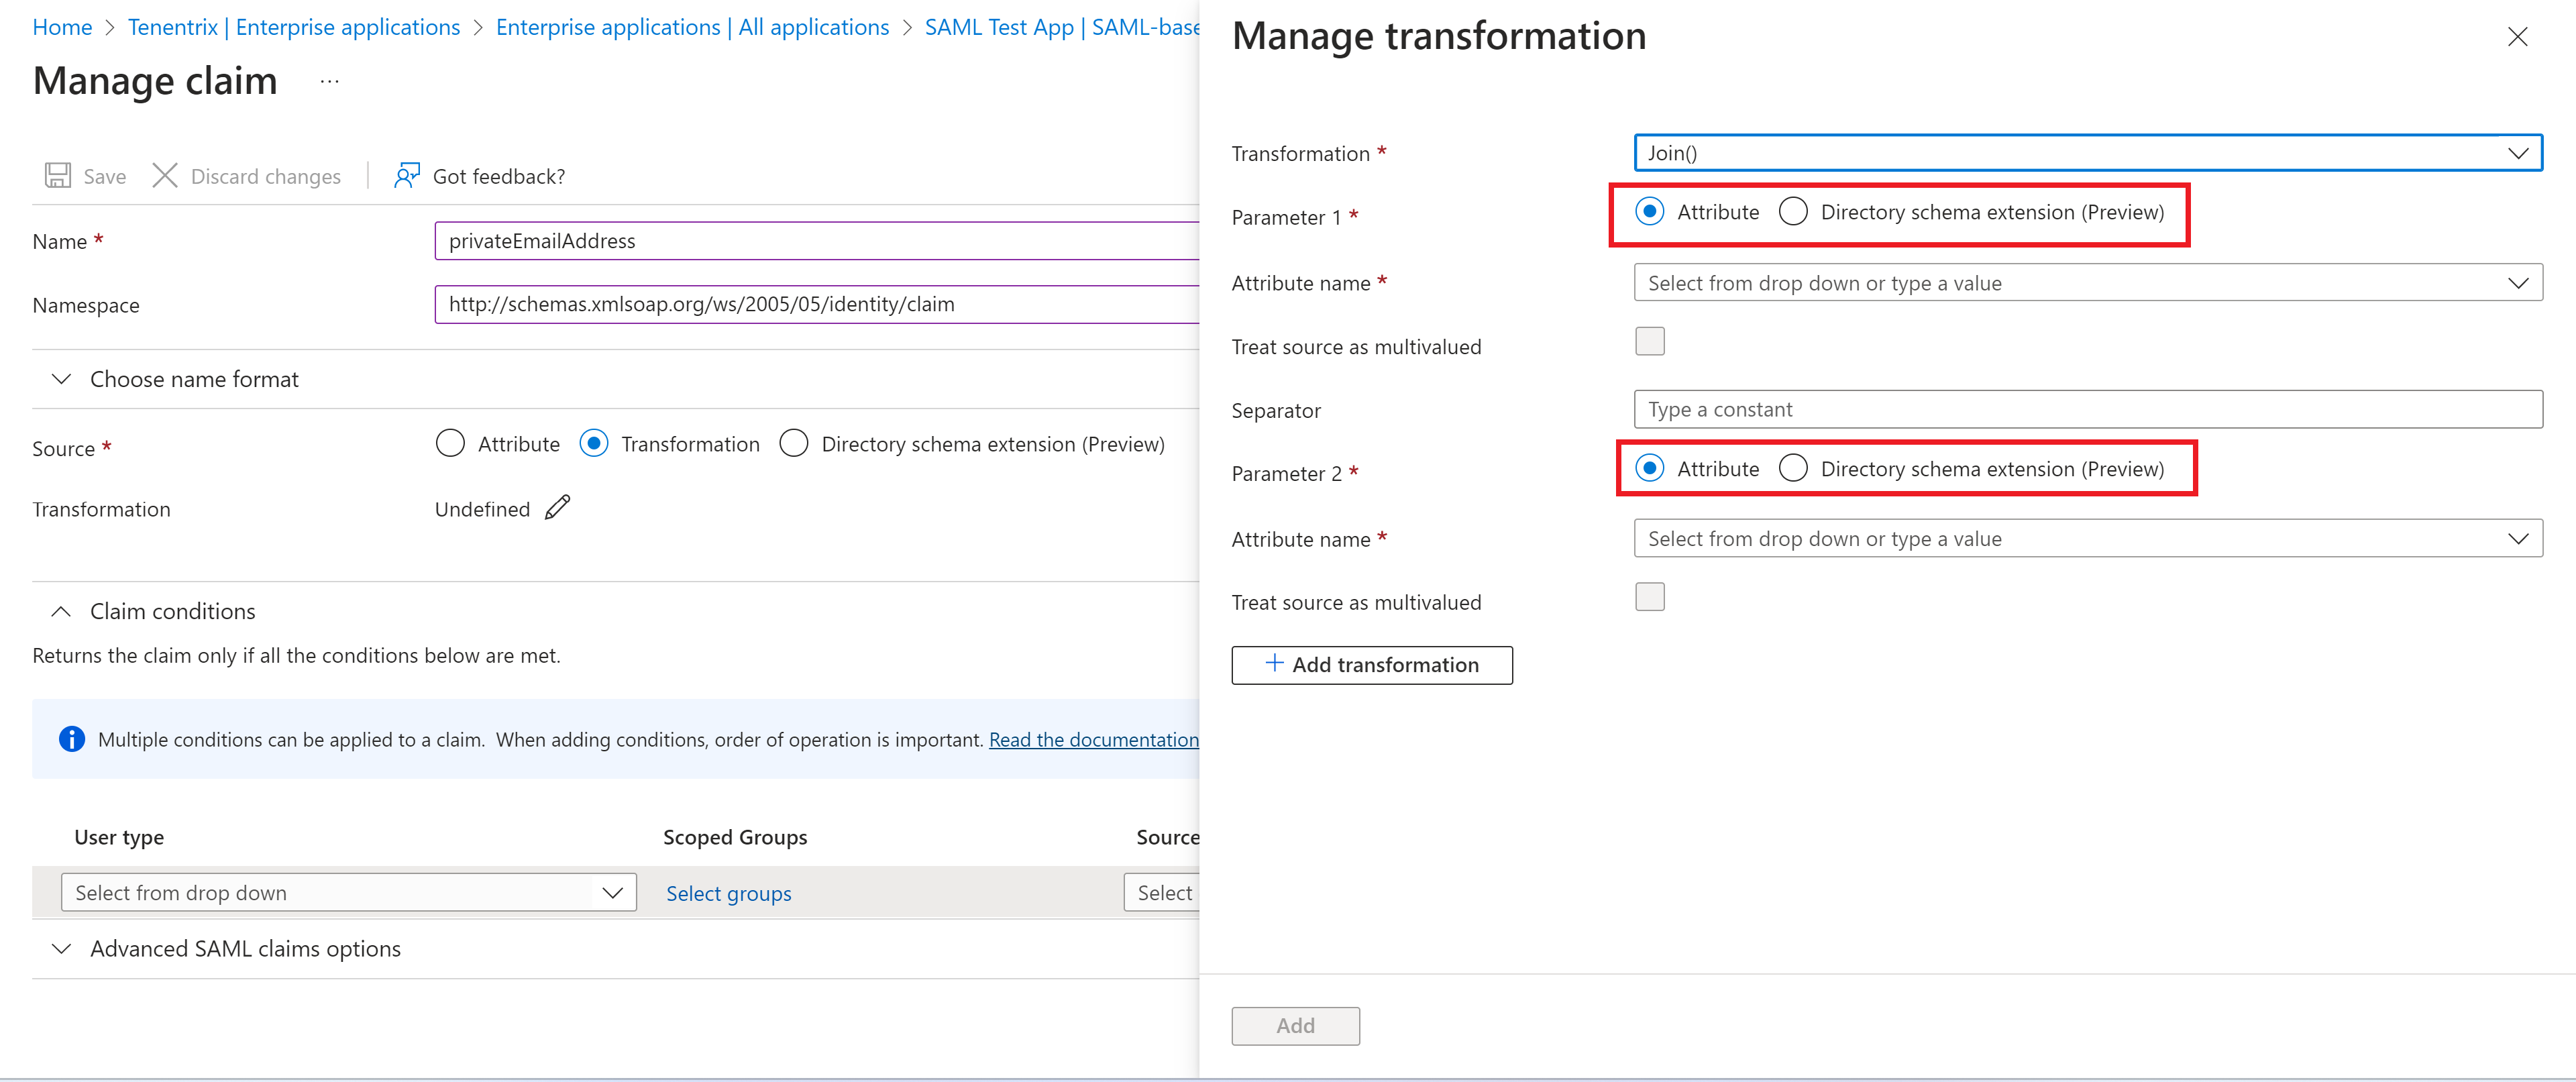 Home > Tenentrix | Enterprise applications > Enterprise applications | All applications > SAML Test App | SAML-base
Manage claim ...
Save Discard changes | Got feedback?
Name *
privateEmailAddress
Namespace
http://schemas.xmlsoap.org/ws/2005/05/identity/claim
Choose name format
Source *
Attribute Transformation Directory schema extension (Preview)
Transformation
Undefined
Claim conditions
Returns the claim only if all the conditions below are met.
Multiple conditions can be applied to a claim. When adding conditions, order of operation is important. Read the documentation
User type Scoped Groups Source
Select from drop down Select groups Select
Advanced SAML claims options
Manage transformation
Transformation *
Join()
Parameter 1 *
Attribute Directory schema extension (Preview)
Attribute name *
Select from drop down or type a value
Treat source as multivalued
Separator
Type a constant
Parameter 2 *
Attribute Directory schema extension (Preview)
Attribute name *
Select from drop down or type a value
Treat source as multivalued
+ Add transformation
Add